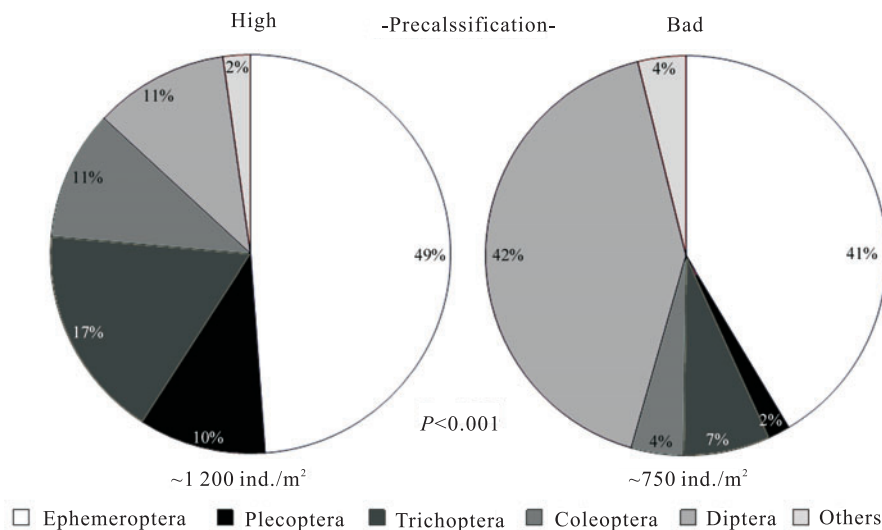 High -Precalssification- Bad
2% 4%
11%
11%
49% 42% 41%
17%
P<0.001
10% 4% 7% 2%
~1 200 ind./m² ~750 ind./m²
Ephemeroptera Plecoptera Trichoptera Coleoptera Diptera Others